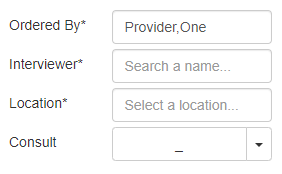 Ordered By* Provider,One
Interviewer* Search a name...
Location* Select a location...
Consult _